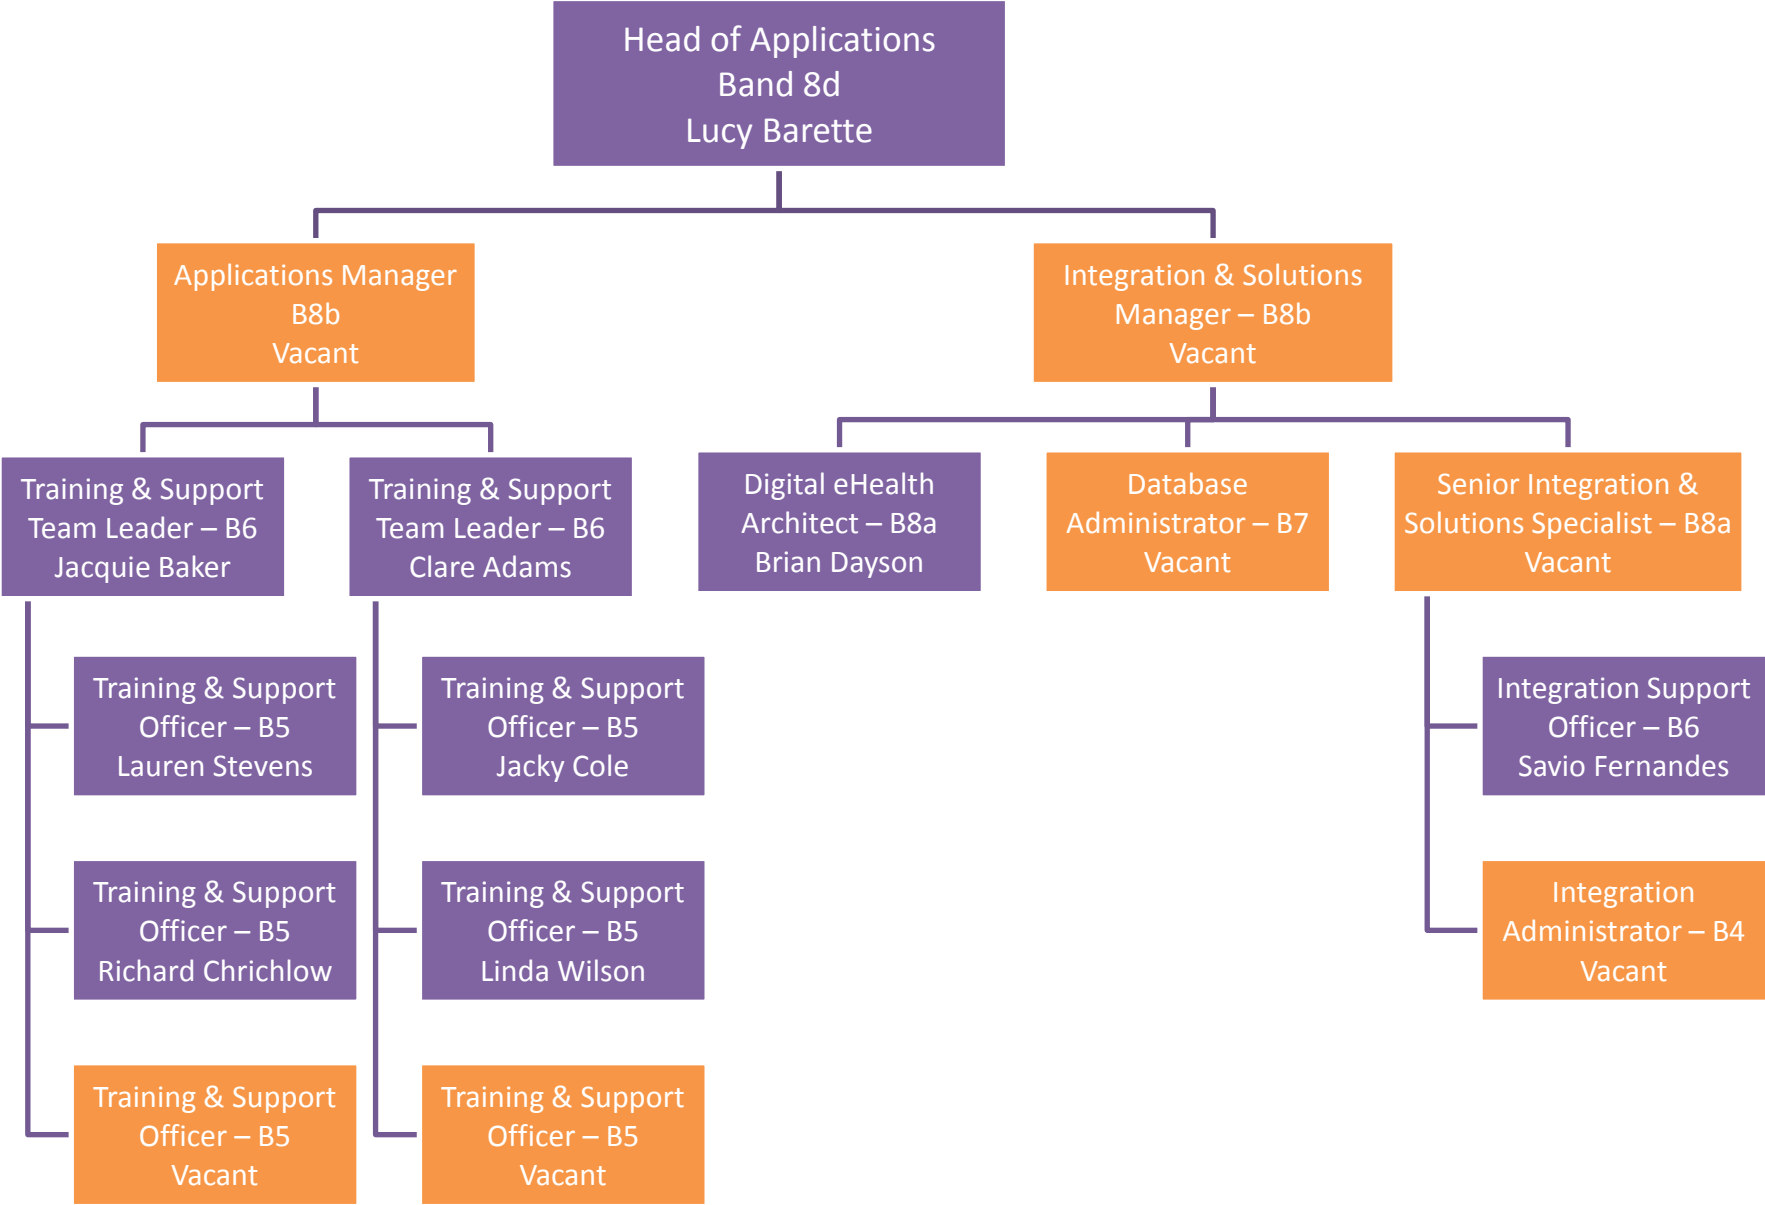 Head of Applications
Band 8d
Lucy Barette
Applications Manager
B8b
Vacant
Integration & Solutions
Manager – B8b
Vacant
Training & Support
Team Leader – B6
Jacquie Baker
Training & Support
Team Leader – B6
Clare Adams
Digital eHealth
Architect – B8a
Brian Dayson
Database
Administrator – B7
Vacant
Senior Integration &
Solutions Specialist – B8a
Vacant
Training & Support
Officer – B5
Lauren Stevens
Training & Support
Officer – B5
Jacky Cole
Integration Support
Officer – B6
Savio Fernandes
Training & Support
Officer – B5
Richard Chrichlow
Training & Support
Officer – B5
Linda Wilson
Integration
Administrator – B4
Vacant
Training & Support
Officer – B5
Vacant
Training & Support
Officer – B5
Vacant